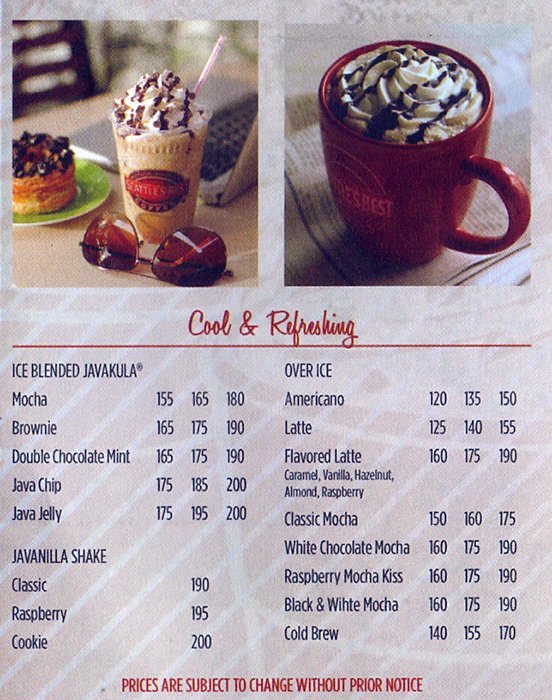 SEATTLE'S BEST
BEST
Cool & Refreshing
ICE BLENDED JAVAKULA®
Mocha 155 165 180
Brownie 165 175 190
Double Chocolate Mint 165 175 190
Java Chip 175 185 200
Java Jelly 175 195 200
JAVANILLA SHAKE
Classic 190
Raspberry 195
Cookie 200
OVER ICE
Americano 120 135 150
Latte 125 140 155
Flavored Latte 160 175 190
Caramel, Vanilla, Hazelnut,
Almond, Raspberry
Classic Mocha 150 160 175
White Chocolate Mocha 160 175 190
Raspberry Mocha Kiss 160 175 190
Black & Wihte Mocha 160 175 190
Cold Brew 140 155 170
PRICES ARE SUBJECT TO CHANGE WITHOUT PRIOR NOTICE